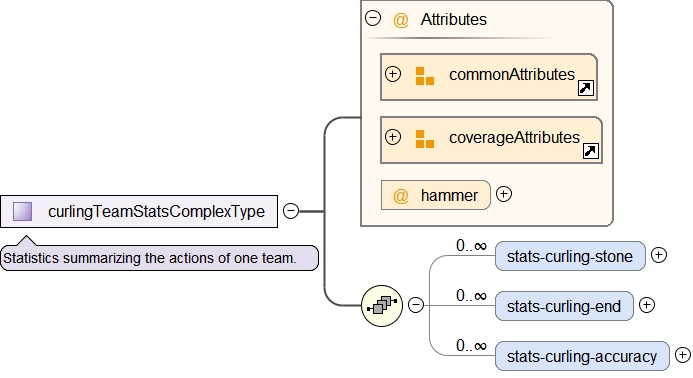 Attributes
commonAttributes
coverageAttributes
@ hammer
curlingTeamStatsComplexType
Statistics summarizing the actions of one team.
0..∞
stats-curling-stone
0..∞
stats-curling-end
0..∞
stats-curling-accuracy